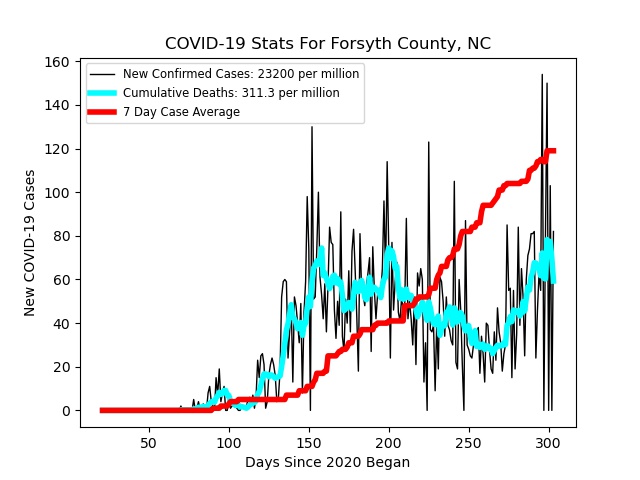 COVID-19 Stats For Forsyth County, NC
New Confirmed Cases: 23200 per million
Cumulative Deaths: 311.3 per million
7 Day Case Average
New COVID-19 Cases
160
140
120
100
80
60
40
20
0
50 100 150 200 250 300
Days Since 2020 Began